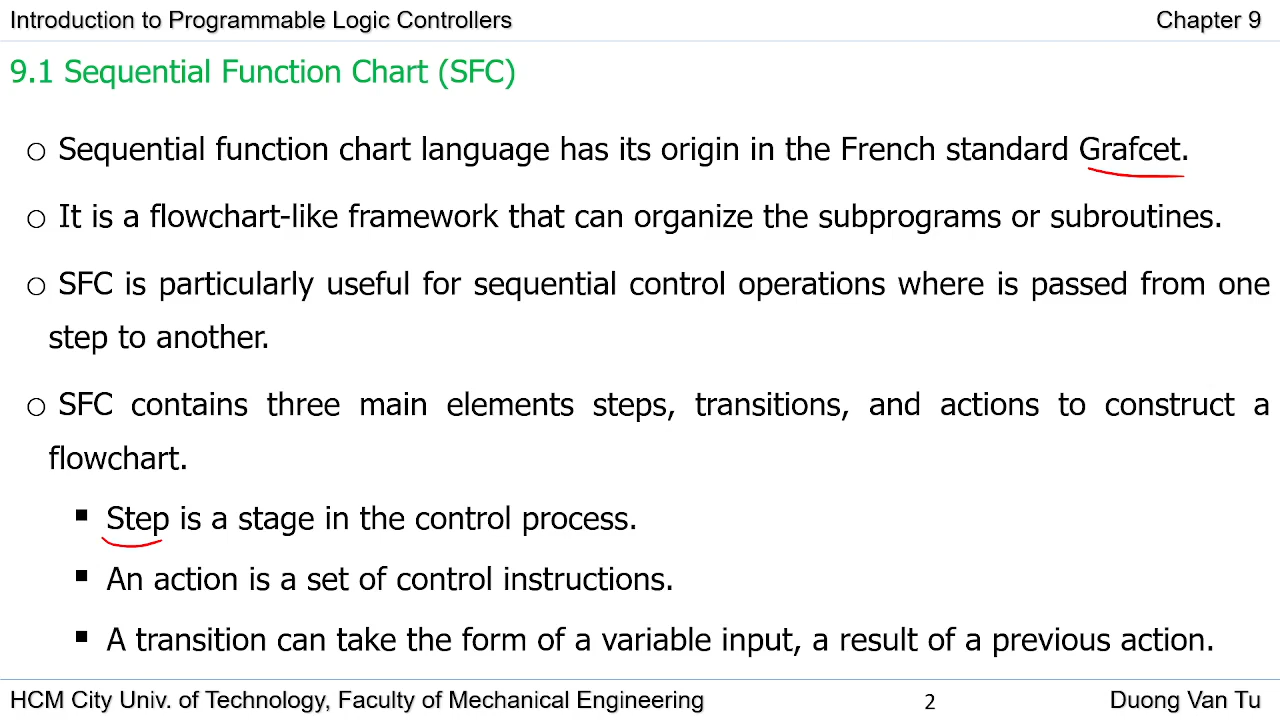 Introduction to Programmable Logic Controllers Chapter 9
9.1 Sequential Function Chart (SFC)
○ Sequential function chart language has its origin in the French standard Grafcet.
○ It is a flowchart-like framework that can organize the subprograms or subroutines.
○ SFC is particularly useful for sequential control operations where is passed from one
step to another.
○ SFC contains three main elements steps, transitions, and actions to construct a
flowchart.
▪ Step is a stage in the control process.
▪ An action is a set of control instructions.
▪ A transition can take the form of a variable input, a result of a previous action.
HCM City Univ. of Technology, Faculty of Mechanical Engineering 2 Duong Van Tu